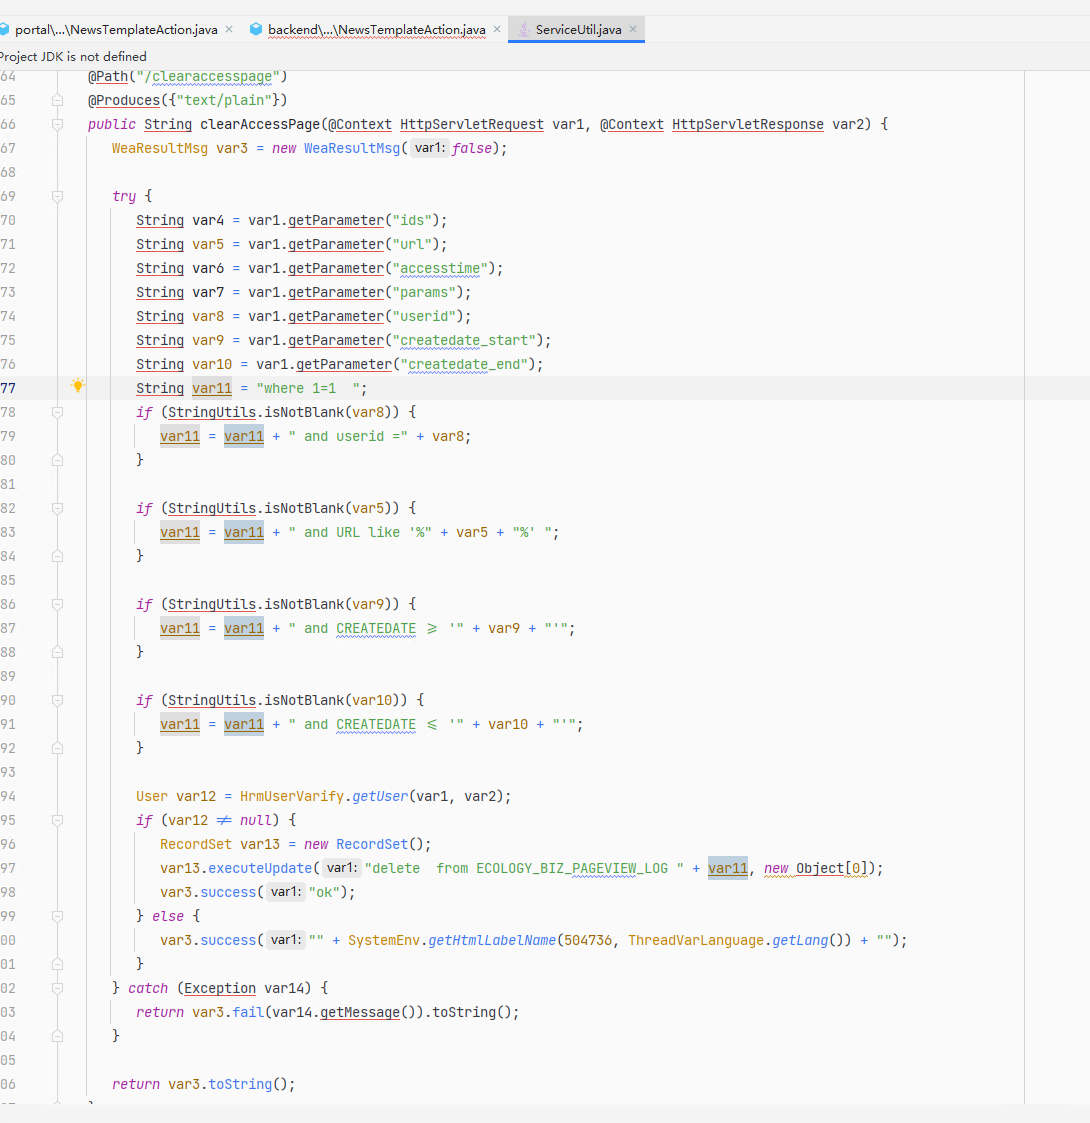 portal\...\NewsTemplateAction.java × backend\...\NewsTemplateAction.java × ServiceUtil.java ×
Project JDK is not defined
64 @Path("/clearaccesspage")
65 @Produces({"text/plain"})
66 public String clearAccessPage(@Context HttpServletRequest var1, @Context HttpServletResponse var2) {
67 WeaResultMsg var3 = new WeaResultMsg( var1: false);
68
69 try {
70 String var4 = var1.getParameter("ids");
71 String var5 = var1.getParameter("url");
72 String var6 = var1.getParameter("accesstime");
73 String var7 = var1.getParameter("params");
74 String var8 = var1.getParameter("userid");
75 String var9 = var1.getParameter("createdate_start");
76 String var10 = var1.getParameter("createdate_end");
77 String var11 = "where 1=1  ";
78 if (StringUtils.isNotBlank(var8)) {
79 var11 = var11 + " and userid =" + var8;
80 }
81
82 if (StringUtils.isNotBlank(var5)) {
83 var11 = var11 + " and URL like '%" + var5 + "%' ";
84 }
85
86 if (StringUtils.isNotBlank(var9)) {
87 var11 = var11 + " and CREATEDATE ⩾ '" + var9 + "'";
88 }
89
90 if (StringUtils.isNotBlank(var10)) {
91 var11 = var11 + " and CREATEDATE ⩽ '" + var10 + "'";
92 }
93
94 User var12 = HrmUserVarify.getUser(var1, var2);
95 if (var12 ≠ null) {
96 RecordSet var13 = new RecordSet();
97 var13.executeUpdate( var1: "delete  from ECOLOGY_BIZ_PAGEVIEW_LOG " + var11, new Object[0]);
98 var3.success( var1: "ok");
99 } else {
00 var3.success( var1: "" + SystemEnv.getHtmlLabelName(504736, ThreadVarLanguage.getLang()) + "");
01 }
02 } catch (Exception var14) {
03 return var3.fail(var14.getMessage()).toString();
04 }
05
06 return var3.toString();